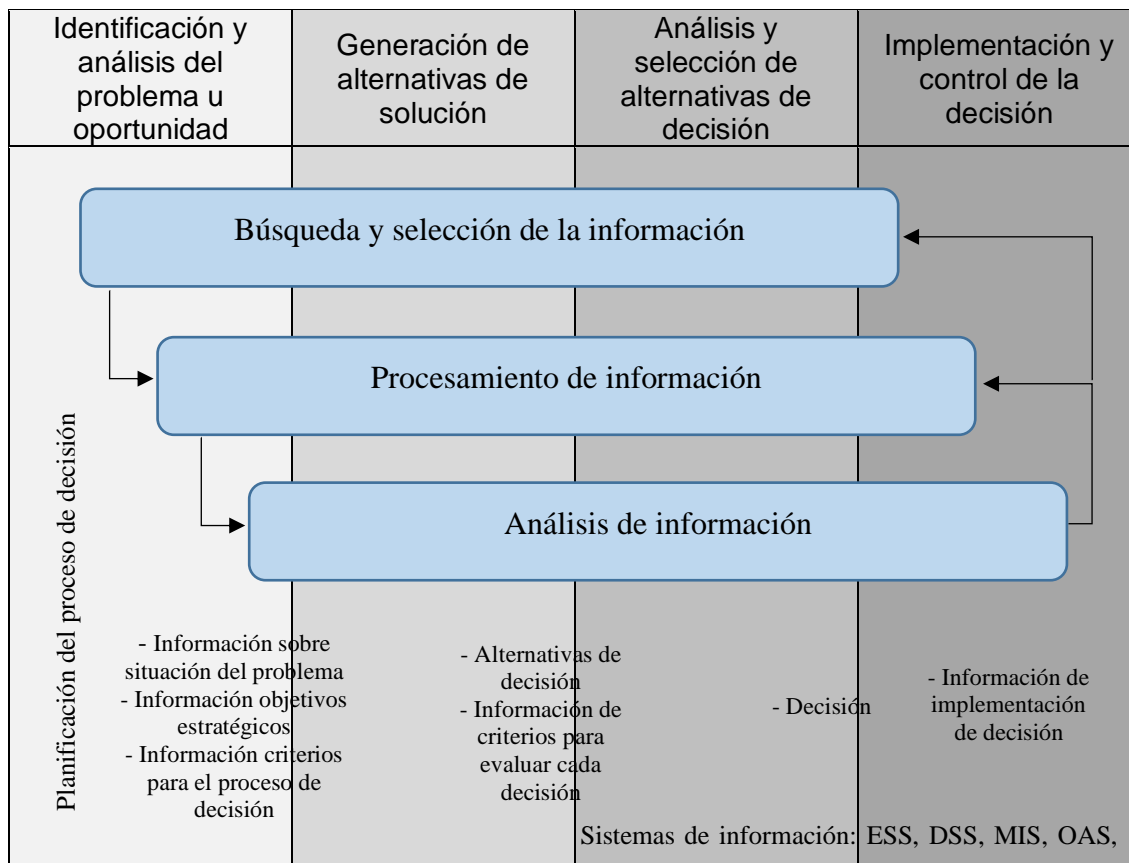 Identificación y
análisis del
problema u
oportunidad
Generación de
alternativas de
solución
Análisis y
selección de
alternativas de
decisión
Implementación y
control de la
decisión
Búsqueda y selección de la información
Procesamiento de información
Análisis de información
Planificación del proceso de decisión
- Información sobre
situación del problema
- Información objetivos
estratégicos
- Información criterios
para el proceso de
decisión
- Alternativas de
decisión
- Información de
criterios para
evaluar cada
decisión
- Decisión
- Información de
implementación
de decisión
Sistemas de información: ESS, DSS, MIS, OAS,